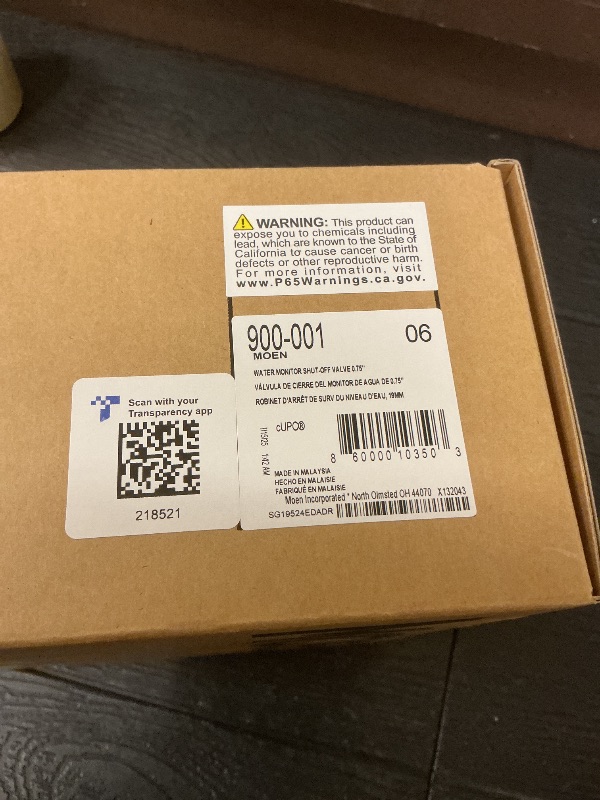 WARNING: This product can
expose you to chemicals including
lead, which are known to the State of
California to cause cancer or birth
defects or other reproductive harm.
For more information, visit
www.P65Warnings.ca.gov.
900-001
06
MOEN
WATER MONITOR SHUT-OFF VALVE 0.75"
VÁLVULA DE CIERRE DEL MONITOR DE AGUA DE 0.75"
ROBINET D'ARRÊT DE SURV DU NIVEAU D'EAU, 19MM
cUPC®
8 60000 10350 3
MADE IN MALAYSIA
HECHO EN MALAISIE
FABRIQUÉ EN MALAISIE
Moen Incorporated * North Olmsted OH 44070 X132043
SG19524EDADR
Scan with your
Transparency app
218521